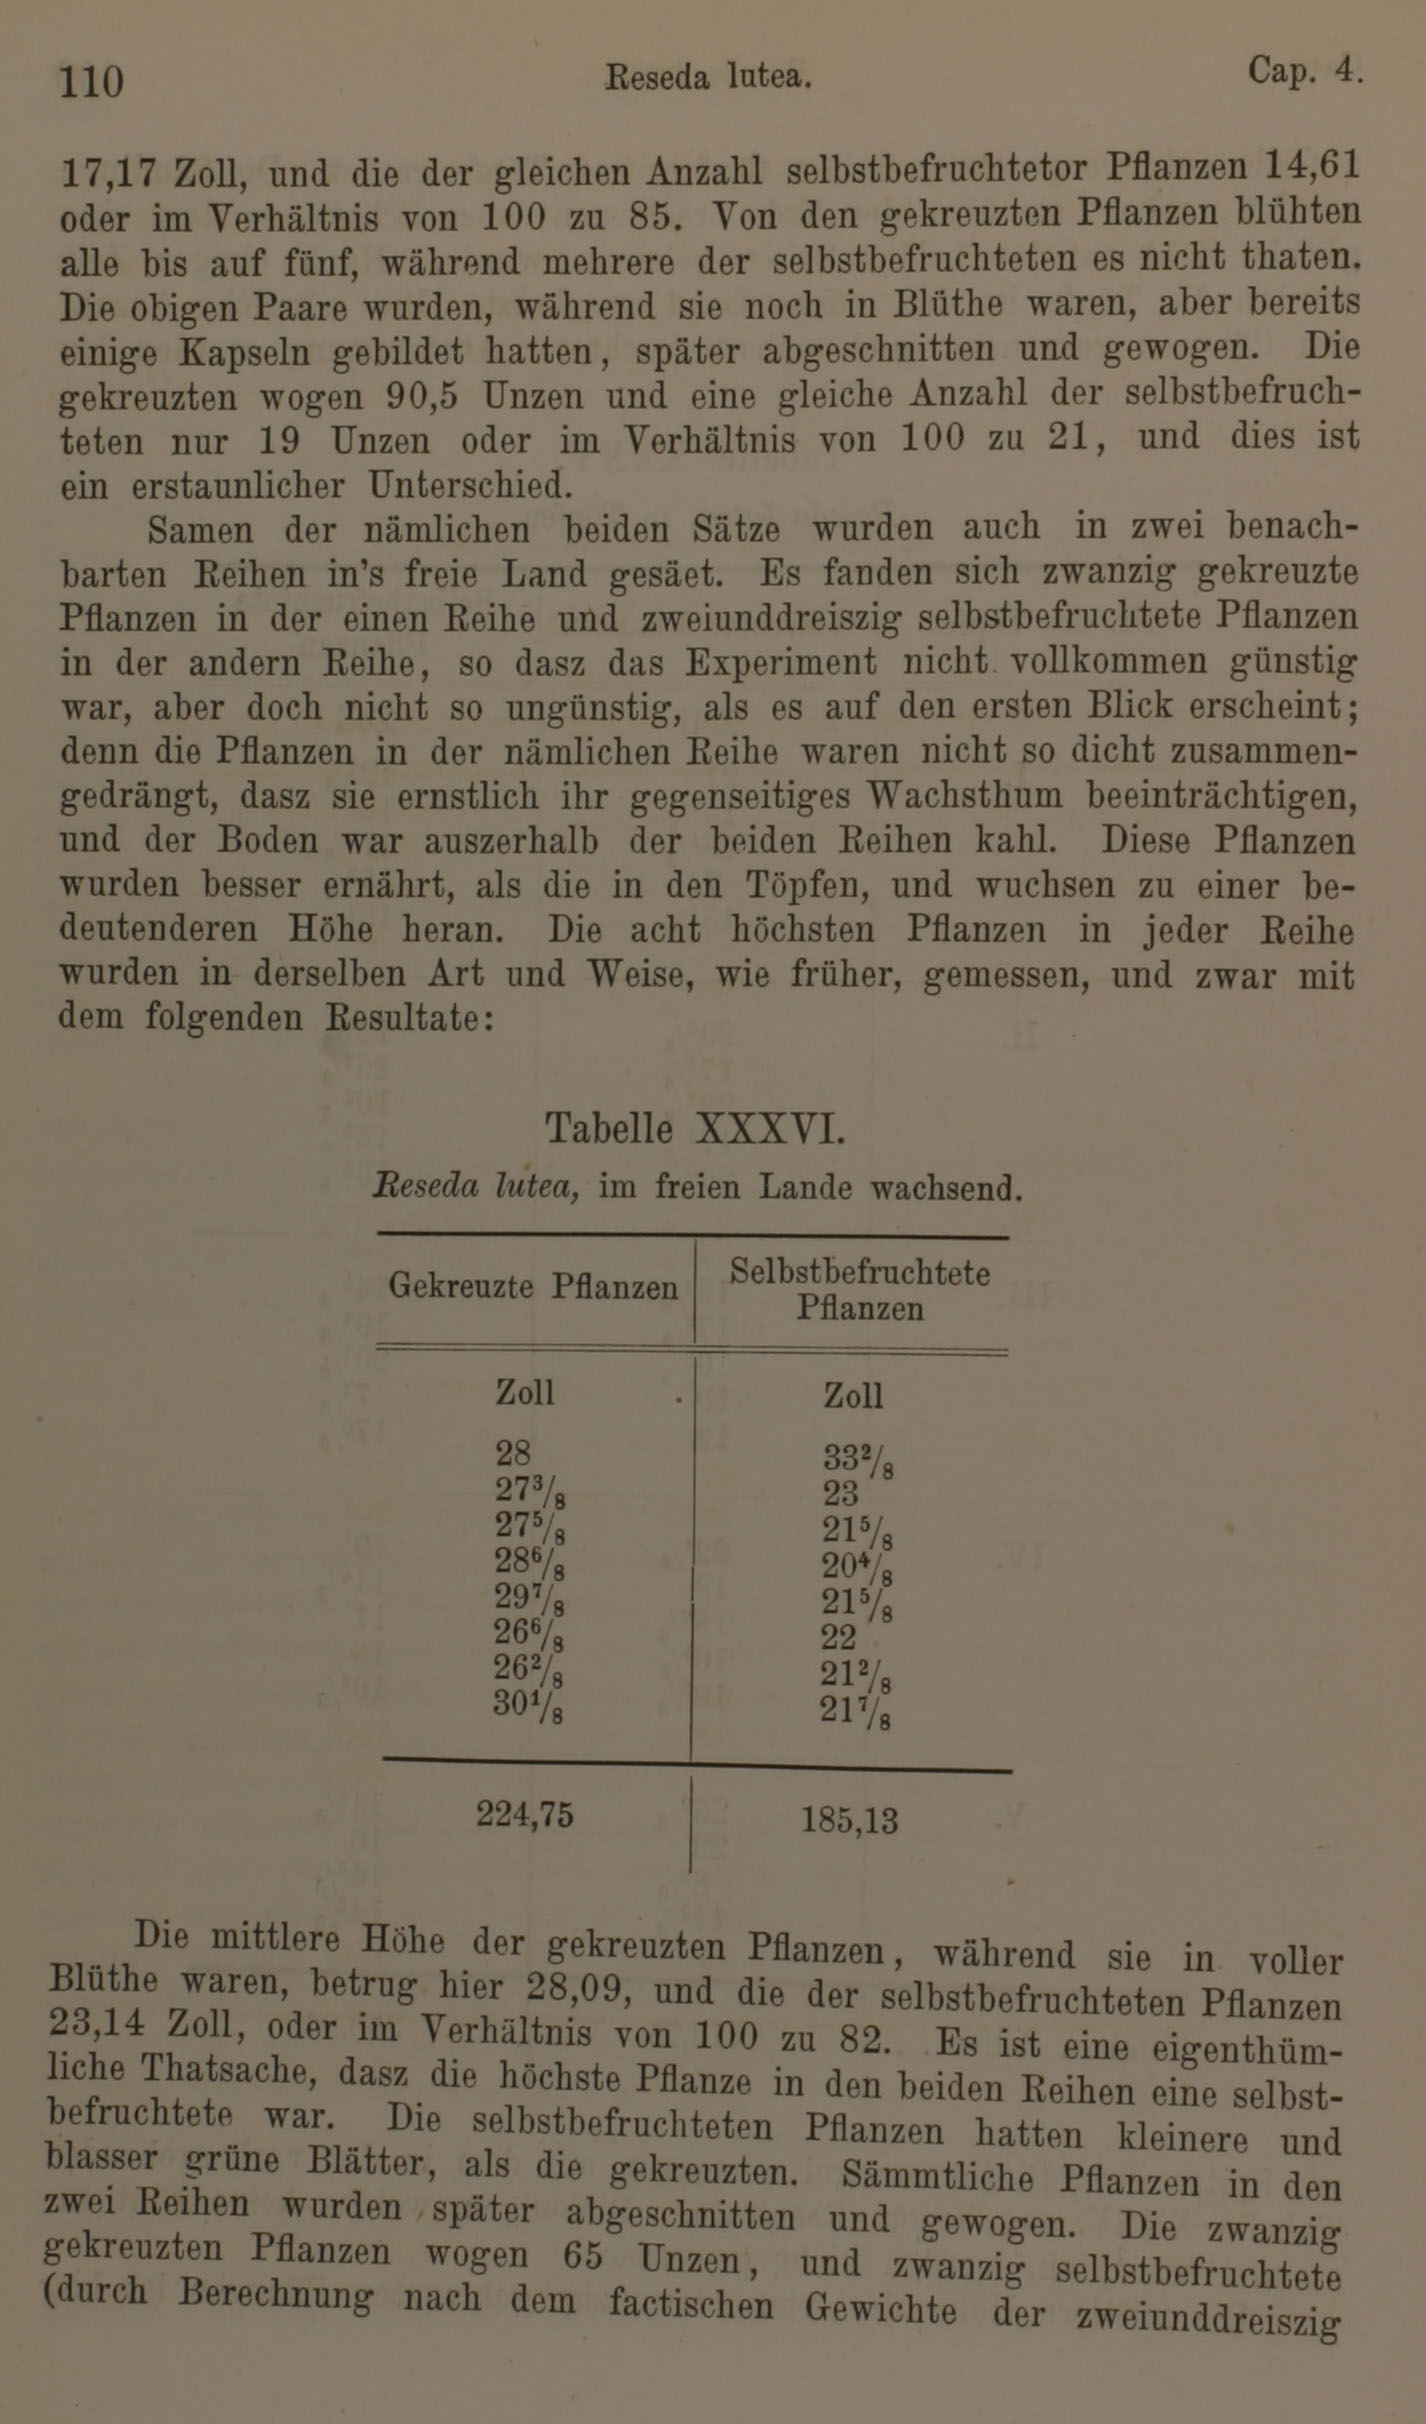 110 Reseda lutea. Cap. 4.
17,17 Zoll, und die der gleichen Anzahl selbstbefruchtetor Pflanzen 14,61
oder im Verhältnis von 100 zu 85. Von den gekreuzten Pflanzen blühten
alle bis auf fünf, während mehrere der selbstbefruchteten es nicht thaten.
Die obigen Paare wurden, während sie noch in Blüthe waren, aber bereits
einige Kapseln gebildet hatten, später abgeschnitten und gewogen. Die
gekreuzten wogen 90,5 Unzen und eine gleiche Anzahl der selbstbefruch-
teten nur 19 Unzen oder im Verhältnis von 100 zu 21, und dies ist
ein erstaunlicher Unterschied.
Samen der nämlichen beiden Sätze wurden auch in zwei benach-
barten Reihen in's freie Land gesäet. Es fanden sich zwanzig gekreuzte
Pflanzen in der einen Reihe und zweiunddreiszig selbstbefruchtete Pflanzen
in der andern Reihe, so dasz das Experiment nicht vollkommen günstig
war, aber doch nicht so ungünstig, als es auf den ersten Blick erscheint;
denn die Pflanzen in der nämlichen Reihe waren nicht so dicht zusammen-
gedrängt, dasz sie ernstlich ihr gegenseitiges Wachsthum beeinträchtigen,
und der Boden war auszerhalb der beiden Reihen kahl. Diese Pflanzen
wurden besser ernährt, als die in den Töpfen, und wuchsen zu einer be-
deutenderen Höhe heran. Die acht höchsten Pflanzen in jeder Reihe
wurden in derselben Art und Weise, wie früher, gemessen, und zwar mit
dem folgenden Resultate:
Tabelle XXXVI.
Reseda lutea, im freien Lande wachsend.
Gekreuzte Pflanzen Selbstbefruchtete
Pflanzen
Zoll Zoll
28 33²/₈
27³/₈ 23
27⁵/₈ 21⁵/₈
28⁶/₈ 20⁴/₈
29⁷/₈ 21⁵/₈
26⁶/₈ 22
26²/₈ 21²/₈
30¹/₈ 21⁷/₈
224,75 185,13
Die mittlere Höhe der gekreuzten Pflanzen, während sie in voller
Blüthe waren, betrug hier 28,09, und die der selbstbefruchteten Pflanzen
23,14 Zoll, oder im Verhältnis von 100 zu 82. Es ist eine eigenthüm-
liche Thatsache, dasz die höchste Pflanze in den beiden Reihen eine selbst-
befruchtete war. Die selbstbefruchteten Pflanzen hatten kleinere und
blasser grüne Blätter, als die gekreuzten. Sämmtliche Pflanzen in den
zwei Reihen wurden später abgeschnitten und gewogen. Die zwanzig
gekreuzten Pflanzen wogen 65 Unzen, und zwanzig selbstbefruchtete
(durch Berechnung nach dem factischen Gewichte der zweiunddreiszig